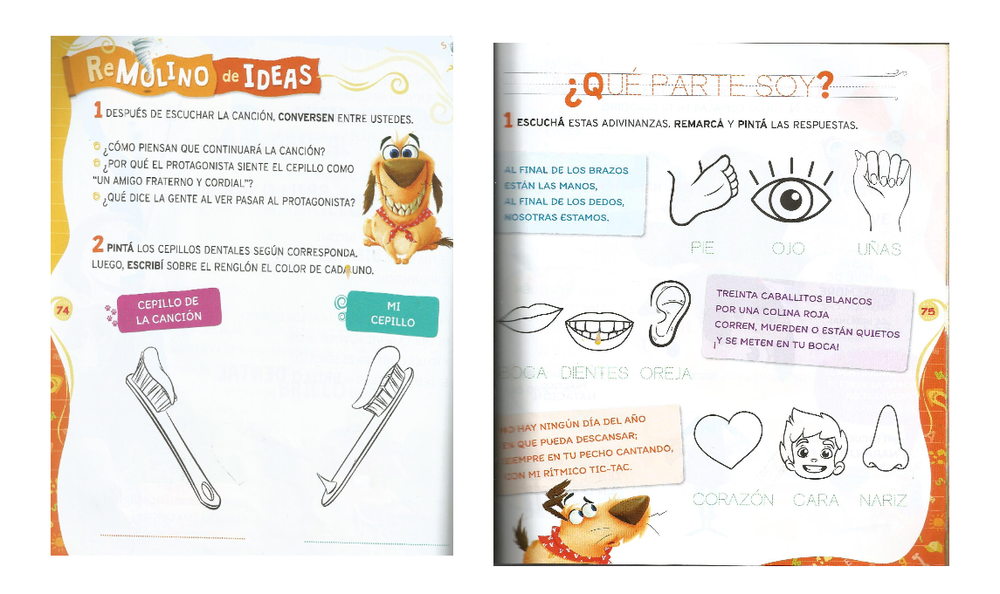 ReMOLINO de IDEAS
1 DESPUÉS DE ESCUCHAR LA CANCIÓN, CONVERSEN ENTRE USTEDES.
¿CÓMO PIENSAN QUE CONTINUARÁ LA CANCIÓN?
¿POR QUÉ EL PROTAGONISTA SIENTE EL CEPILLO COMO
"UN AMIGO FRATERNO Y CORDIAL"?
¿QUÉ DICE LA GENTE AL VER PASAR AL PROTAGONISTA?
2 PINTÁ LOS CEPILLOS DENTALES SEGÚN CORRESPONDA.
LUEGO, ESCRIBÍ SOBRE EL RENGLÓN EL COLOR DE CADA UNO.
74
CEPILLO DE
LA CANCIÓN
MI
CEPILLO
¿QUÉ PARTE SOY?
1 ESCUCHÁ ESTAS ADIVINANZAS. REMARCÁ Y PINTÁ LAS RESPUESTAS.
AL FINAL DE LOS BRAZOS
ESTÁN LAS MANOS,
AL FINAL DE LOS DEDOS,
NOSOTRAS ESTAMOS.
PIE OJO UÑAS
TREINTA CABALLITOS BLANCOS
POR UNA COLINA ROJA
CORREN, MUERDEN O ESTÁN QUIETOS
¡Y SE METEN EN TU BOCA!
75
BOCA DIENTES OREJA
NO HAY NINGÚN DÍA DEL AÑO
EN QUE PUEDA DESCANSAR;
SIEMPRE EN TU PECHO CANTANDO,
CON MI RÍTMICO TIC-TAC.
CORAZÓN CARA NARIZ